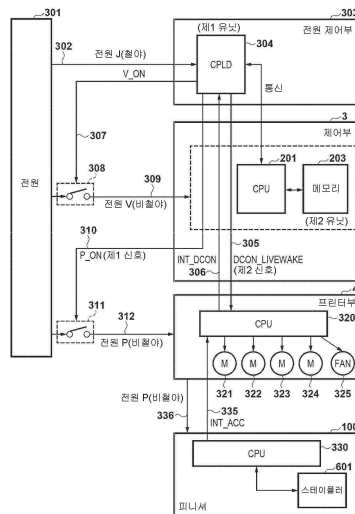 301
303
302
전원 J(철야)
(제1 유닛)
304
전원 제어부
CPLD
V_ON
307
통신
3
제어부
308
309
전원
201
203
CPU
메모리
전원 V(비철야)
(제2 유닛)
310
P_ON(제1 신호)
INT_DCON
305
DCON_LIVEWAKE
(제2 신호)
306
311
312
4
프린터부
320
CPU
전원 P(비철야)
M
M
M
M
FAN
321
322
323
324
325
전원 P(비철야)
336
335
INT_ACC
100
330
CPU
601
스테이플러
피니셔